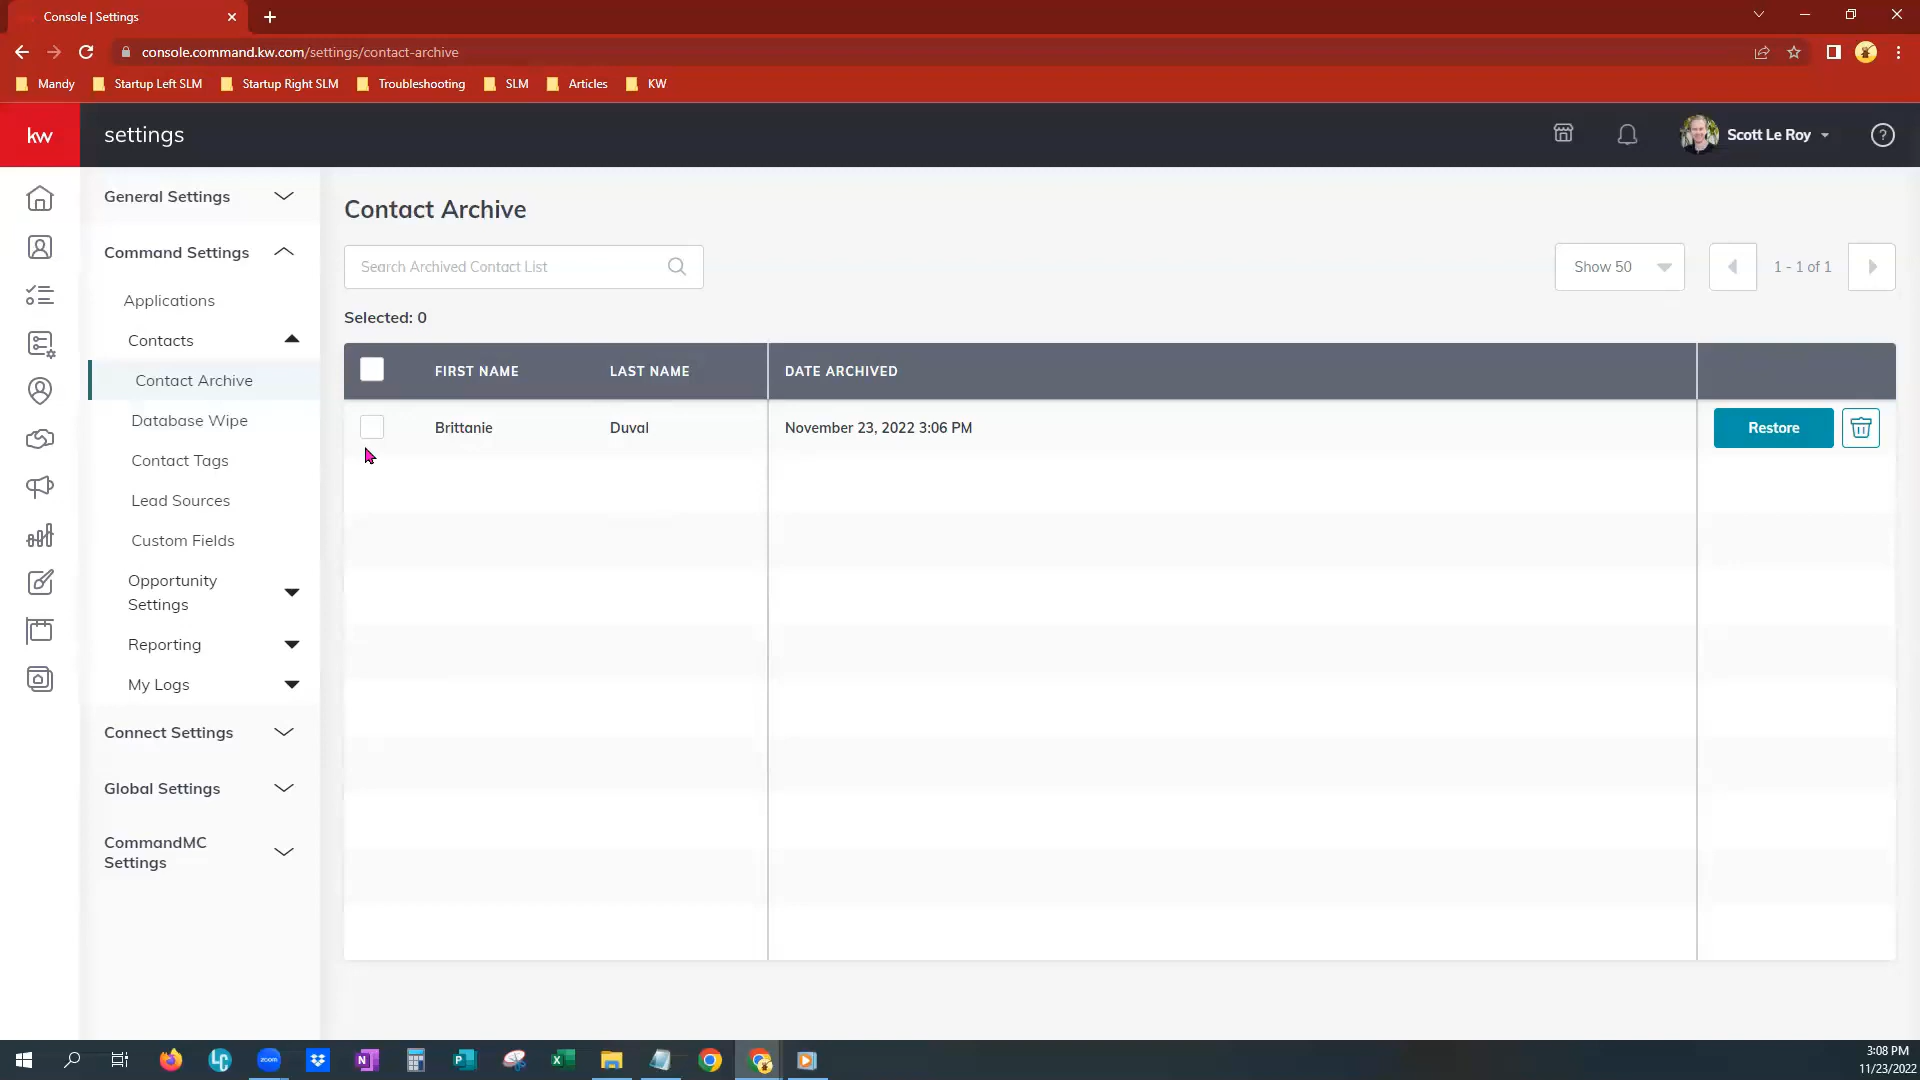 Console | Settings
console.command.kw.com/settings/contact-archive
Mandy
Startup Left SLM
Startup Right SLM
Troubleshooting
SLM
Articles
KW
kw
settings
Scott Le Roy
?
General Settings
Command Settings
Applications
Contacts
Contact Archive
Database Wipe
Contact Tags
Lead Sources
Custom Fields
Opportunity
Settings
Reporting
My Logs
Connect Settings
Global Settings
CommandMC
Settings
Contact Archive
Search Archived Contact List
Show 50
1 - 1 of 1
Selected: 0
FIRST NAME
LAST NAME
DATE ARCHIVED
Brittanie
Duval
November 23, 2022 3:06 PM
Restore
LC
zoom
N
P
X
3:08 PM
11/23/2022